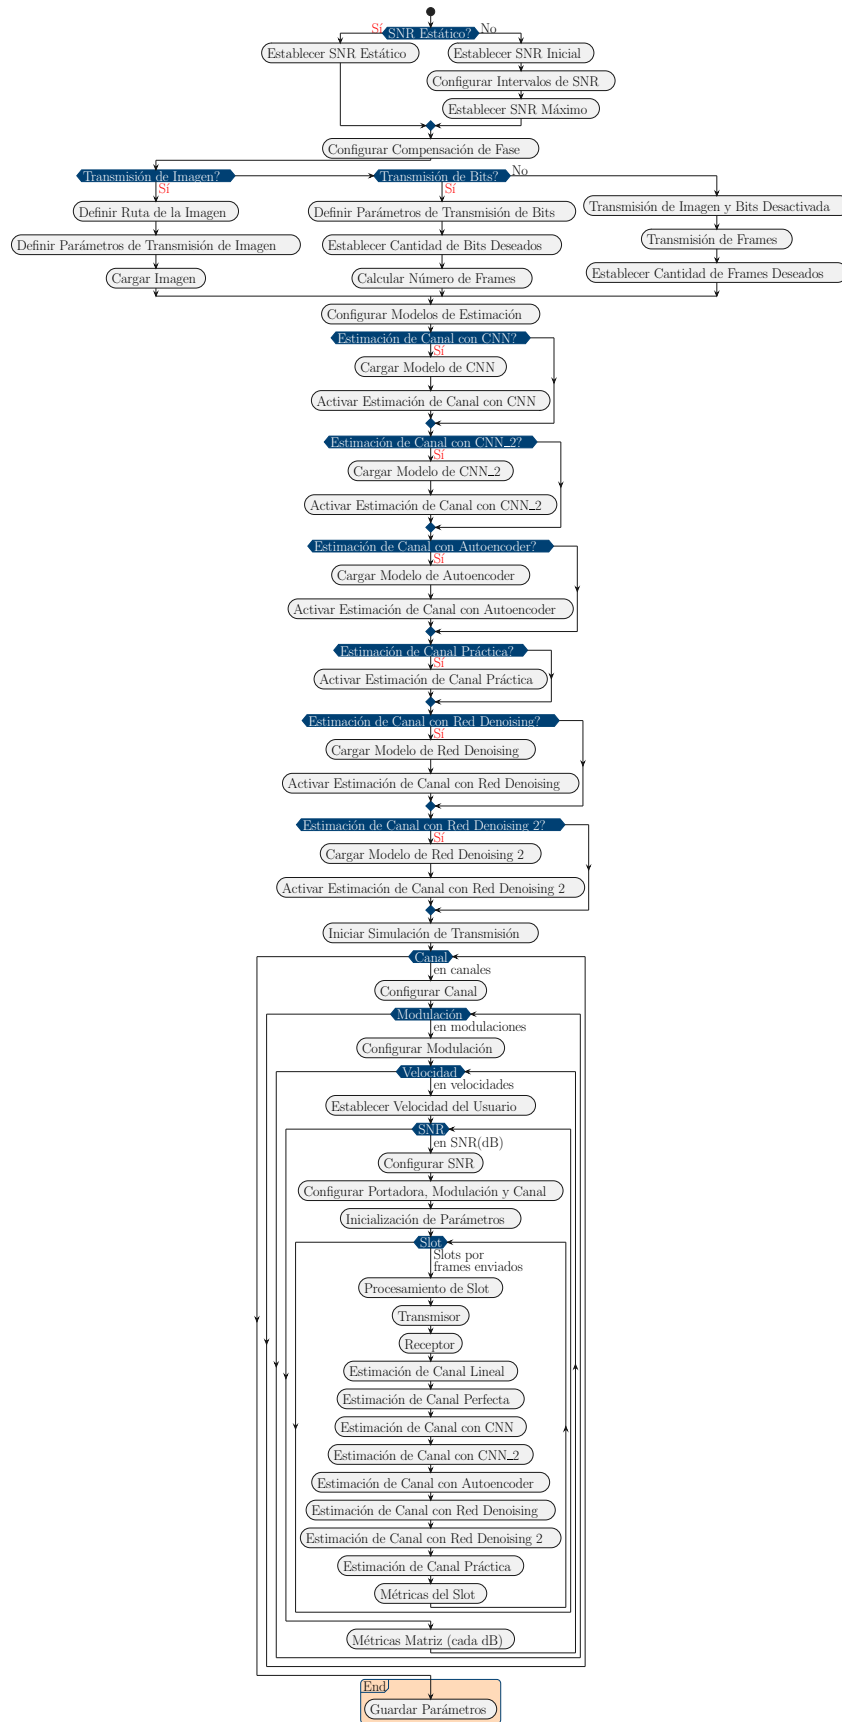 SNR Estático?
Sí
No
Establecer SNR Estático
Establecer SNR Inicial
Configurar Intervalos de SNR
Establecer SNR Máximo
Configurar Compensación de Fase
Transmisión de Imagen?
Sí
Definir Ruta de la Imagen
Definir Parámetros de Transmisión de Imagen
Cargar Imagen
Transmisión de Bits?
Sí
No
Definir Parámetros de Transmisión de Bits
Establecer Cantidad de Bits Deseados
Calcular Número de Frames
Transmisión de Imagen y Bits Desactivada
Transmisión de Frames
Establecer Cantidad de Frames Deseados
Configurar Modelos de Estimación
Estimación de Canal con CNN?
Sí
Cargar Modelo de CNN
Activar Estimación de Canal con CNN
Estimación de Canal con CNN_2?
Sí
Cargar Modelo de CNN_2
Activar Estimación de Canal con CNN_2
Estimación de Canal con Autoencoder?
Sí
Cargar Modelo de Autoencoder
Activar Estimación de Canal con Autoencoder
Estimación de Canal Práctica?
Sí
Activar Estimación de Canal Práctica
Estimación de Canal con Red Denoising?
Sí
Cargar Modelo de Red Denoising
Activar Estimación de Canal con Red Denoising
Estimación de Canal con Red Denoising 2?
Sí
Cargar Modelo de Red Denoising 2
Activar Estimación de Canal con Red Denoising 2
Iniciar Simulación de Transmisión
Canal
en canales
Configurar Canal
Modulación
en modulaciones
Configurar Modulación
Velocidad
en velocidades
Establecer Velocidad del Usuario
SNR
en SNR(dB)
Configurar SNR
Configurar Portadora, Modulación y Canal
Inicialización de Parámetros
Slot
Slots por
frames enviados
Procesamiento de Slot
Transmisor
Receptor
Estimación de Canal Lineal
Estimación de Canal Perfecta
Estimación de Canal con CNN
Estimación de Canal con CNN_2
Estimación de Canal con Autoencoder
Estimación de Canal con Red Denoising
Estimación de Canal con Red Denoising 2
Estimación de Canal Práctica
Métricas del Slot
Métricas Matriz (cada dB)
End
Guardar Parámetros